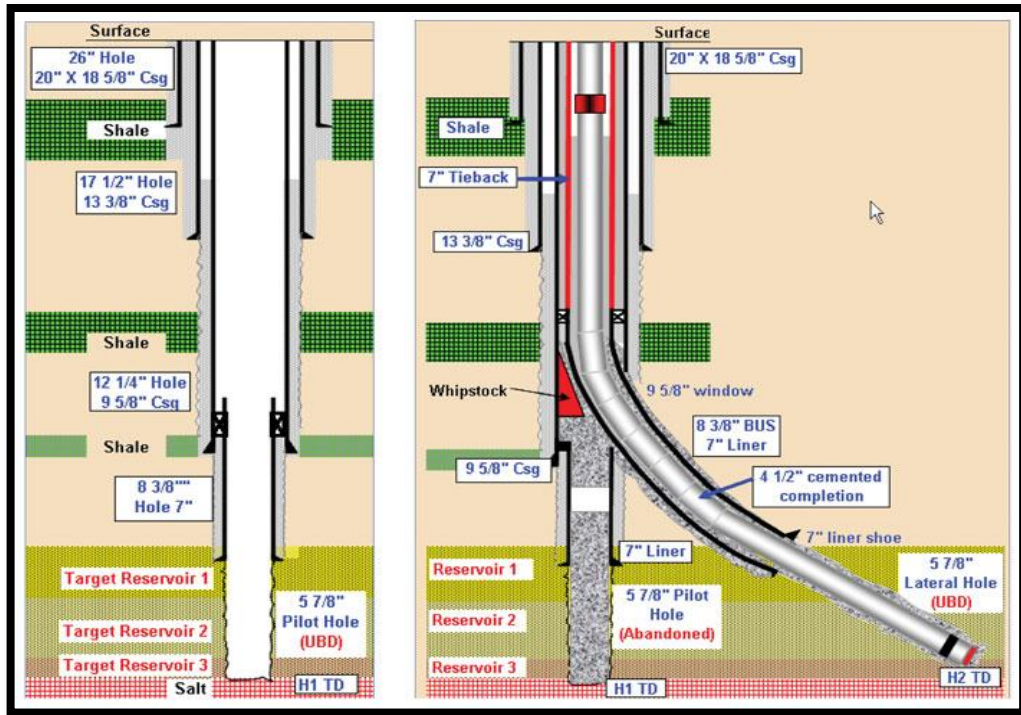 Surface
26" Hole
20" X 18 5/8" Csg
Shale
17 1/2" Hole
13 3/8" Csg
Shale
12 1/4" Hole
9 5/8" Csg
Shale
8 3/8""
Hole 7"
Target Reservoir 1
Target Reservoir 2
Target Reservoir 3
5 7/8"
Pilot Hole
(UBD)
Salt
H1 TD
Surface
20" X 18 5/8" Csg
Shale
7" Tieback
13 3/8" Csg
Whipstock
9 5/8" window
8 3/8" BUS
7" Liner
9 5/8" Csg
4 1/2" cemented
completion
7" liner shoe
7" Liner
Reservoir 1
Reservoir 2
Reservoir 3
5 7/8" Pilot
Hole
(Abandoned)
5 7/8"
Lateral Hole
(UBD)
H1 TD
H2 TD